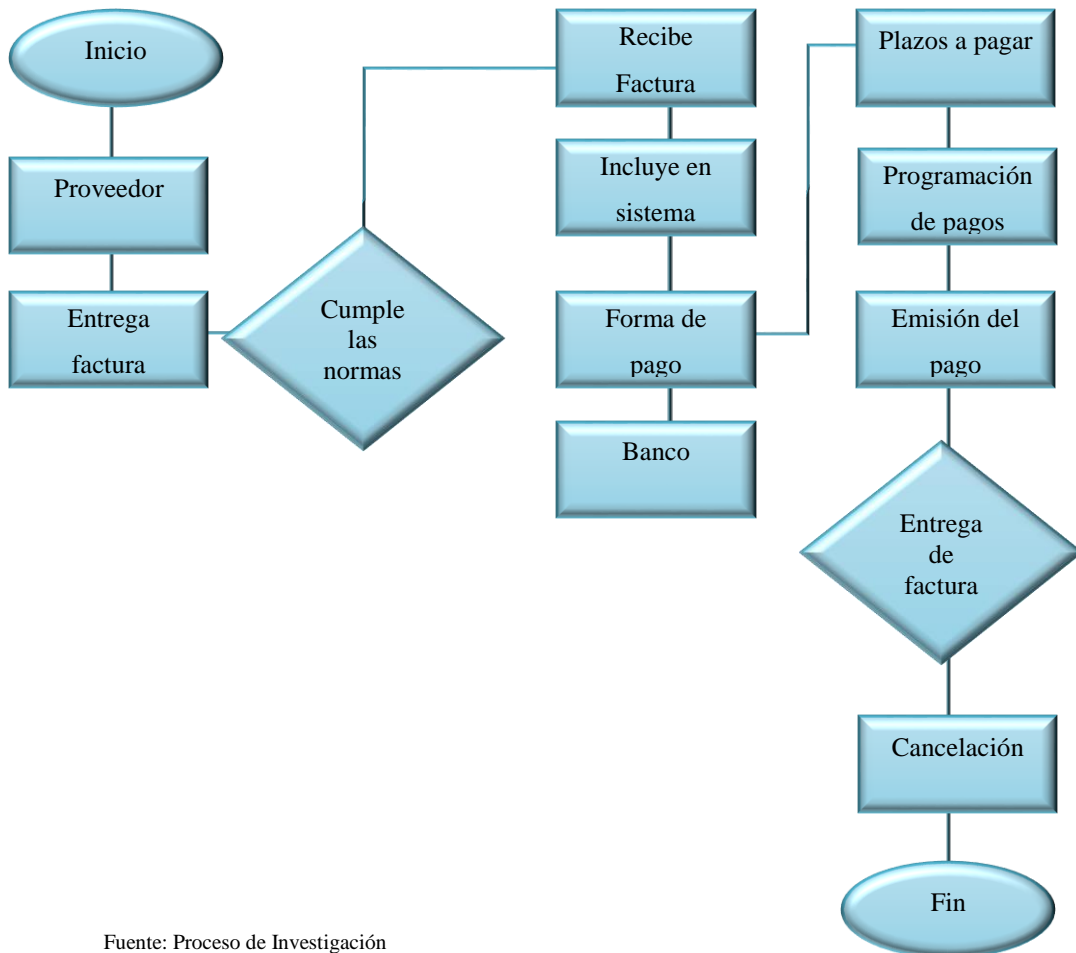 Inicio
Proveedor
Entrega
factura
Cumple
las
normas
Recibe
Factura
Incluye en
sistema
Forma de
pago
Banco
Plazos a pagar
Programación
de pagos
Emisión del
pago
Entrega
de
factura
Cancelación
Fin
Fuente: Proceso de Investigación